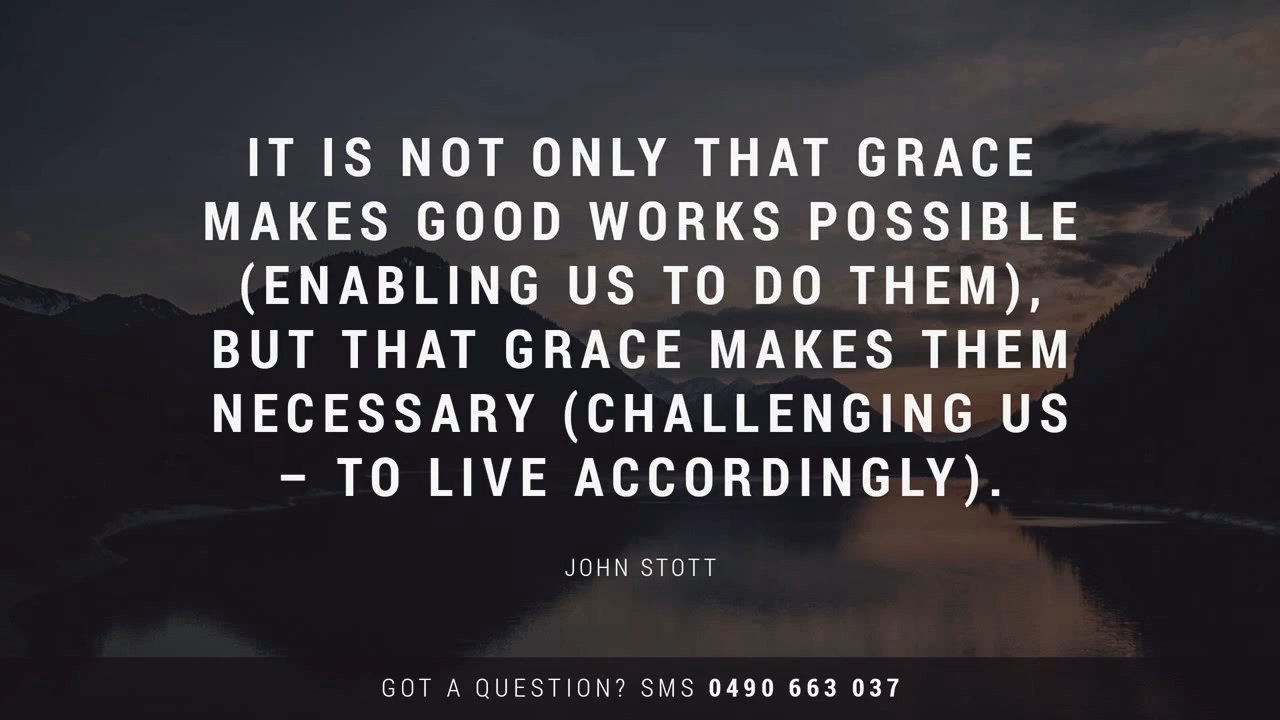 IT IS NOT ONLY THAT GRACE
MAKES GOOD WORKS POSSIBLE
(ENABLING US TO DO THEM),
BUT THAT GRACE MAKES THEM
NECESSARY (CHALLENGING US
– TO LIVE ACCORDINGLY).
JOHN STOTT
GOT A QUESTION? SMS 0490 663 037